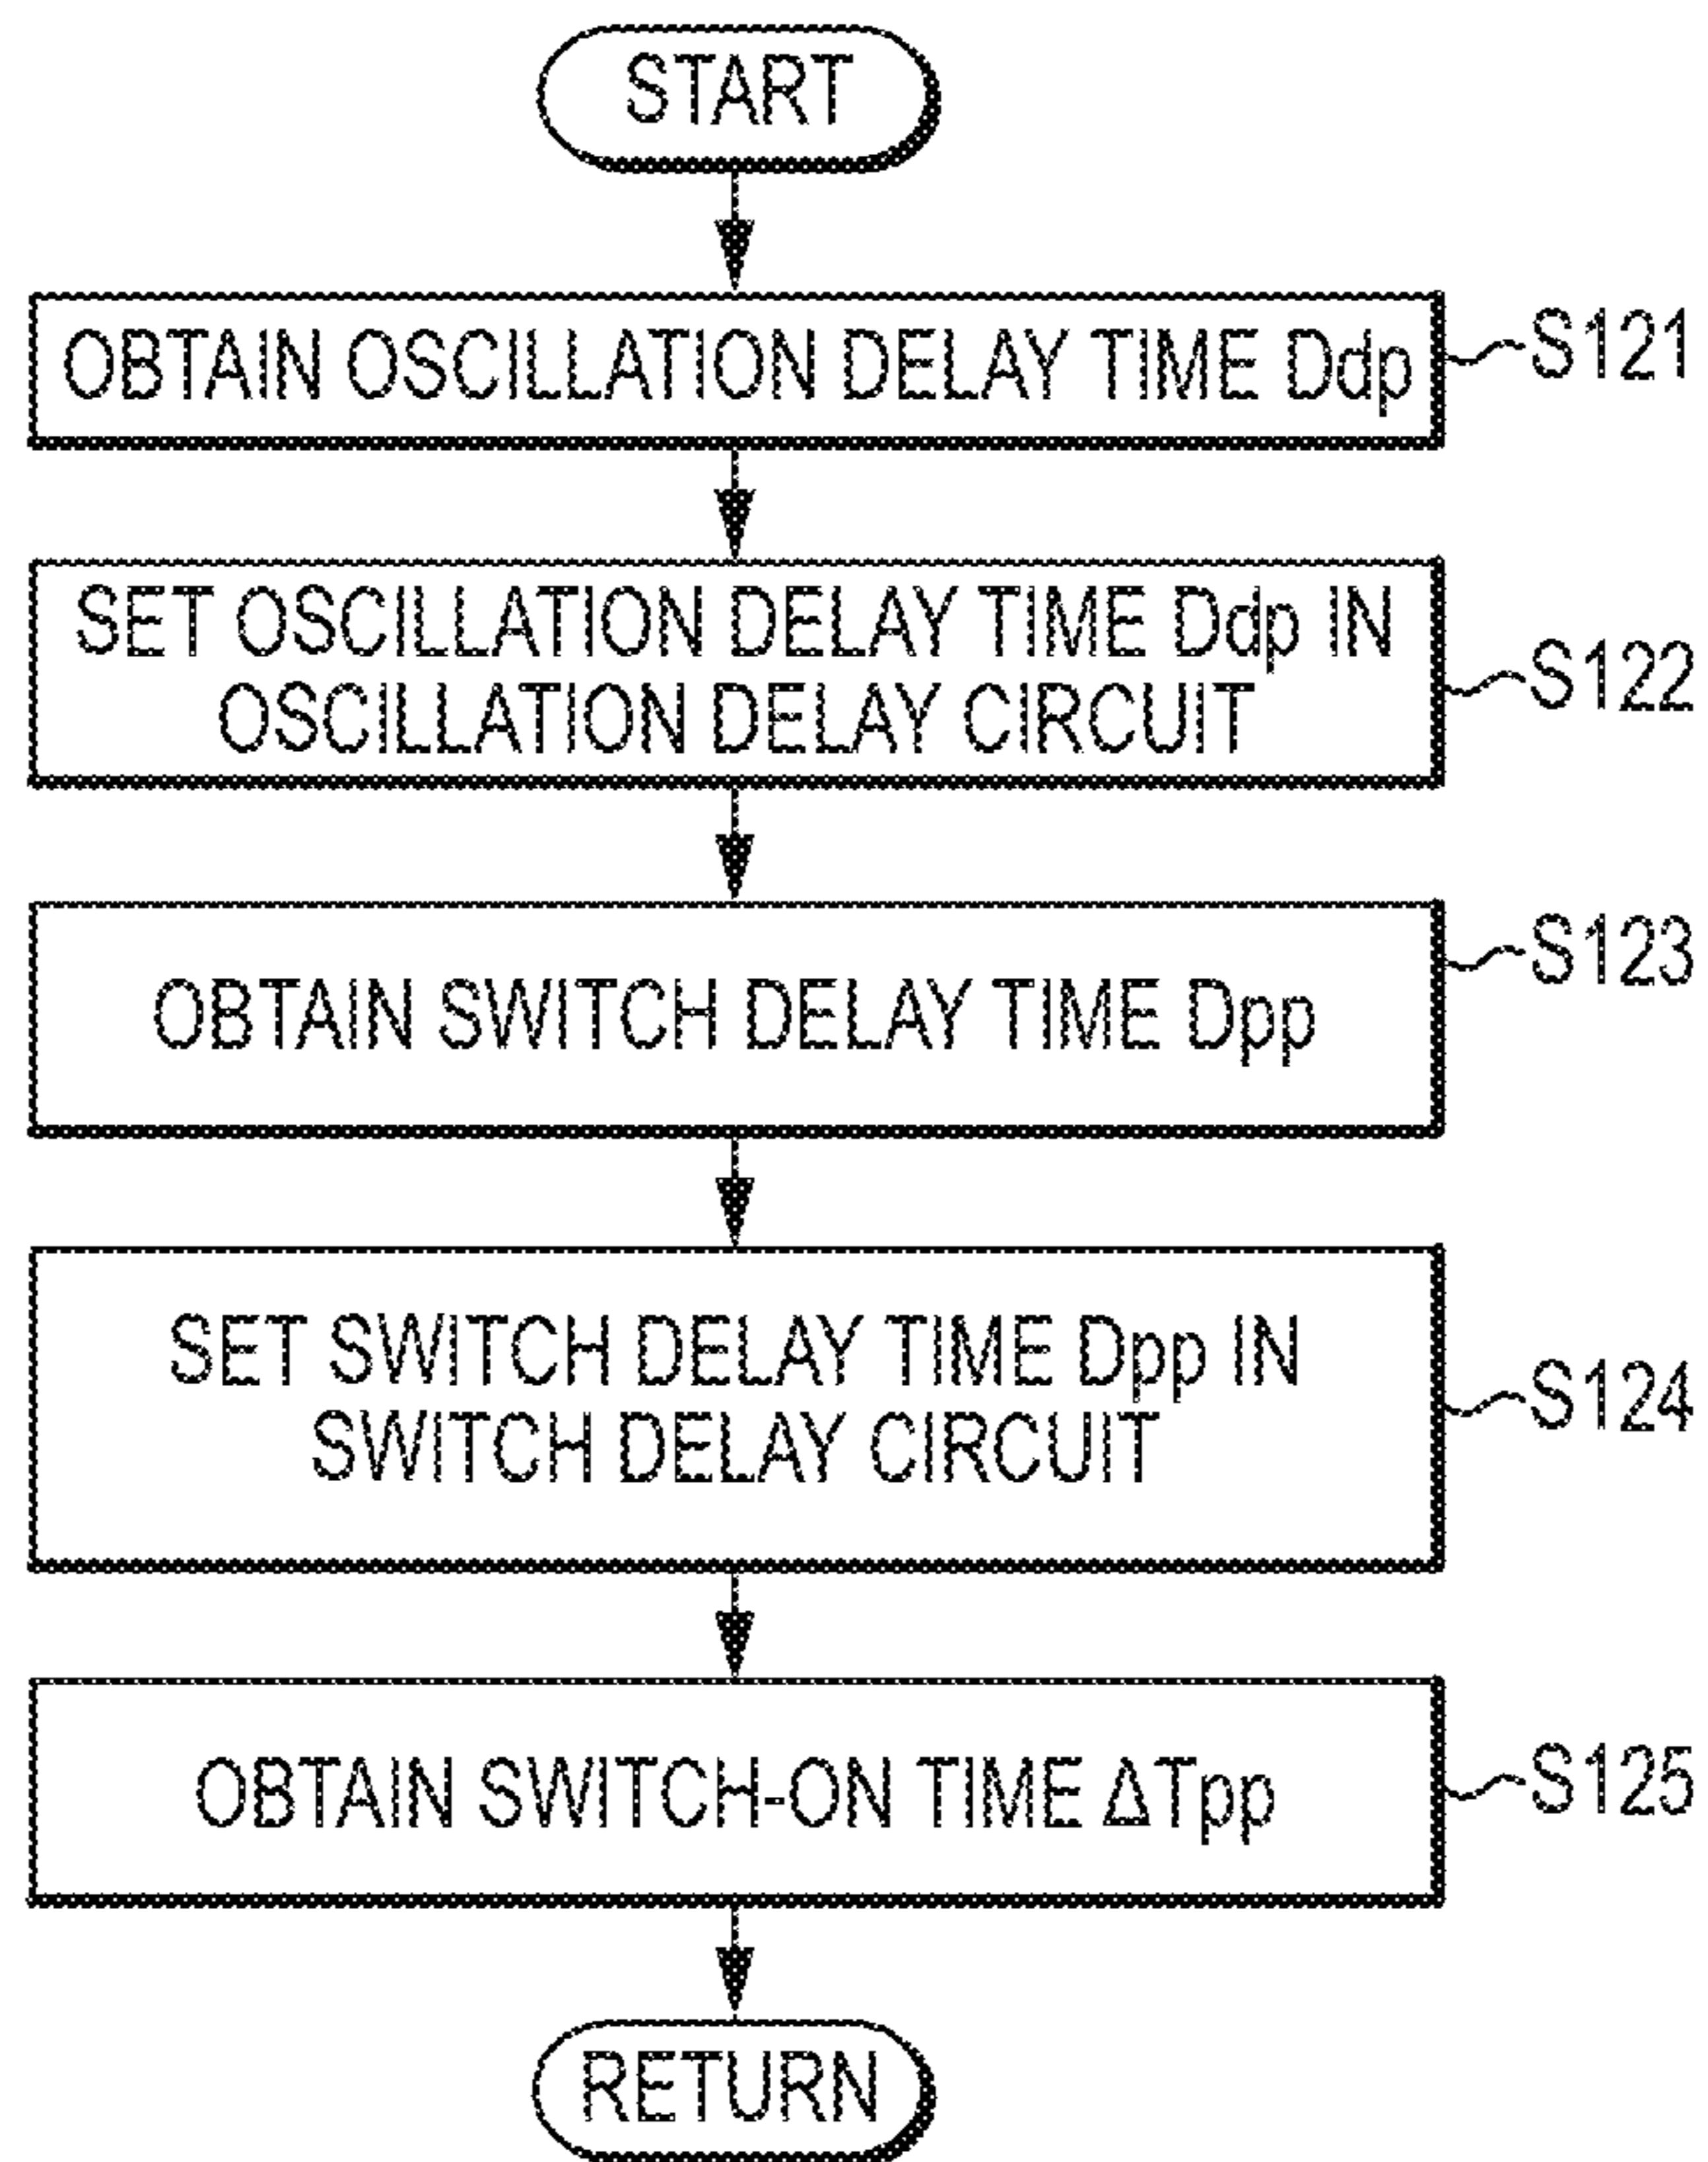 START
OBTAIN OSCILLATION DELAY TIME Ddp
S121
SET OSCILLATION DELAY TIME Ddp IN
OSCILLATION DELAY CIRCUIT
S122
OBTAIN SWITCH DELAY TIME Dpp
S123
SET SWITCH DELAY TIME Dpp IN
SWITCH DELAY CIRCUIT
S124
OBTAIN SWITCH-ON TIME ΔTpp
S125
RETURN